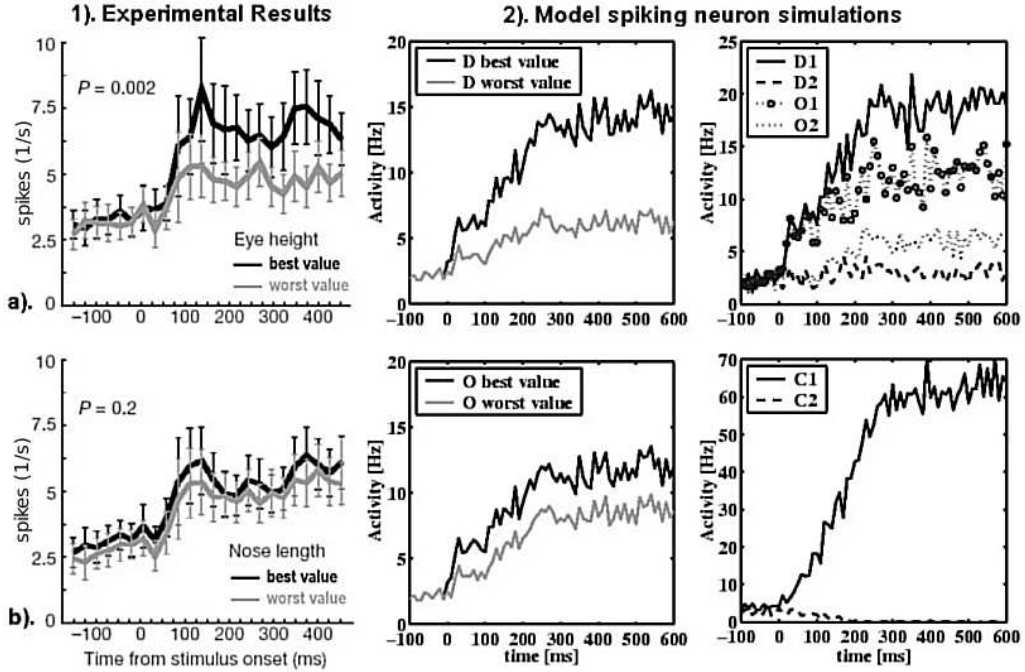 1). Experimental Results
2). Model spiking neuron simulations
a).
10
7.5
5
2.5
0
spikes (1/s)
P = 0.002
Eye height
best value
worst value
−100 0 100 200 300 400
20
15
10
5
0
Activity [Hz]
D best value
D worst value
−100 0 100 200 300 400 500 600
25
20
15
10
5
0
Activity [Hz]
D1
D2
O1
O2
−100 0 100 200 300 400 500 600
b).
10
7.5
5
2.5
0
spikes (1/s)
P = 0.2
Nose length
best value
worst value
−100 0 100 200 300 400
Time from stimulus onset (ms)
20
15
10
5
0
Activity [Hz]
O best value
O worst value
−100 0 100 200 300 400 500 600
time [ms]
70
60
50
40
30
20
10
0
Activity [Hz]
C1
C2
−100 0 100 200 300 400 500 600
time [ms]